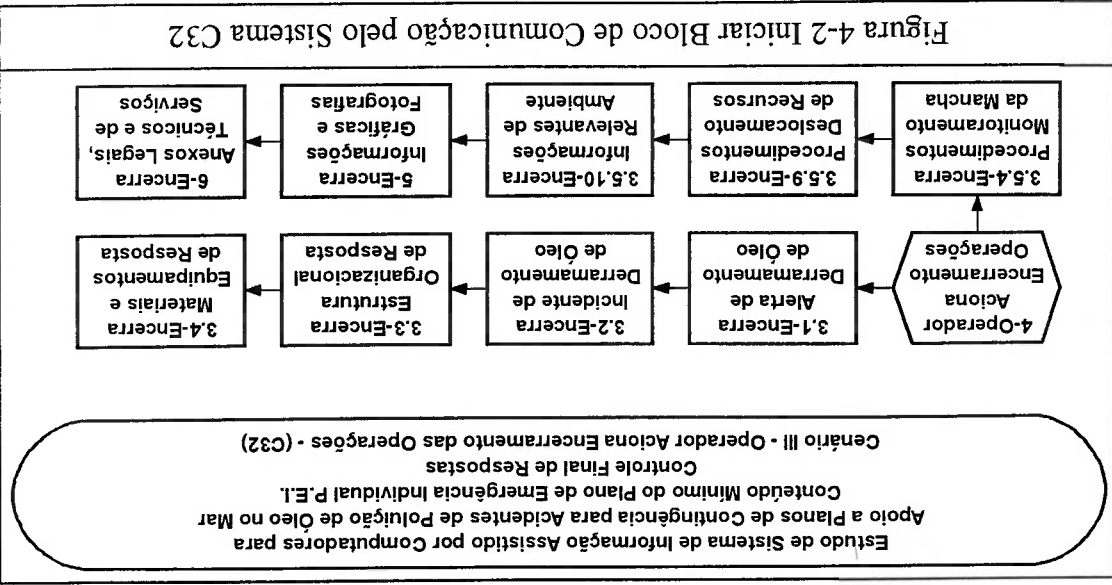 Estudo de Sistema de Informação Assistido por Computadores para
Apoio a Planos de Contingência para Acidentes de Poluição de Óleo no Mar
Conteúdo Mínimo do Plano de Emergência Individual P.E.I.
Controle Final de Respostas
Cenário III - Operador Aciona Encerramento das Operações - (C32)
3.4-Encerra
Materiais e
Equipamentos
de Resposta
3.3-Encerra
Estrutura
Organizacional
de Resposta
3.2-Encerra
Incidente de
Derramamento
de Óleo
3.1-Encerra
Alerta de
Derramamento
de Óleo
4-Operador
Aciona
Encerramento
Operações
6-Encerra
Anexos Legais,
Técnicos e de
Serviços
5-Encerra
Informações
Gráficas e
Fotografias
3.5.10-Encerra
Informações
Relevantes de
Ambiente
3.5.9-Encerra
Procedimentos
Deslocamento
de Recursos
3.5.4-Encerra
Procedimentos
Monitoramento
da Mancha
Figura 4-2 Iniciar Bloco de Comunicação pelo Sistema C32